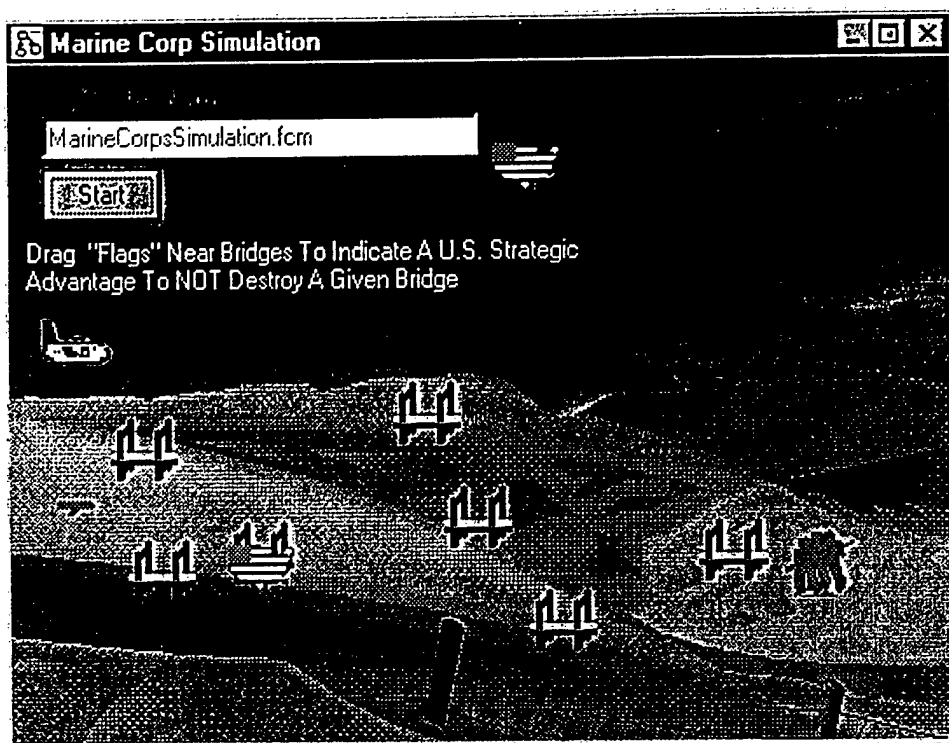 Marine Corp Simulation
MarineCorpsSimulation.fcm
Start
Drag "Flags" Near Bridges To Indicate A U.S. Strategic
Advantage To NOT Destroy A Given Bridge